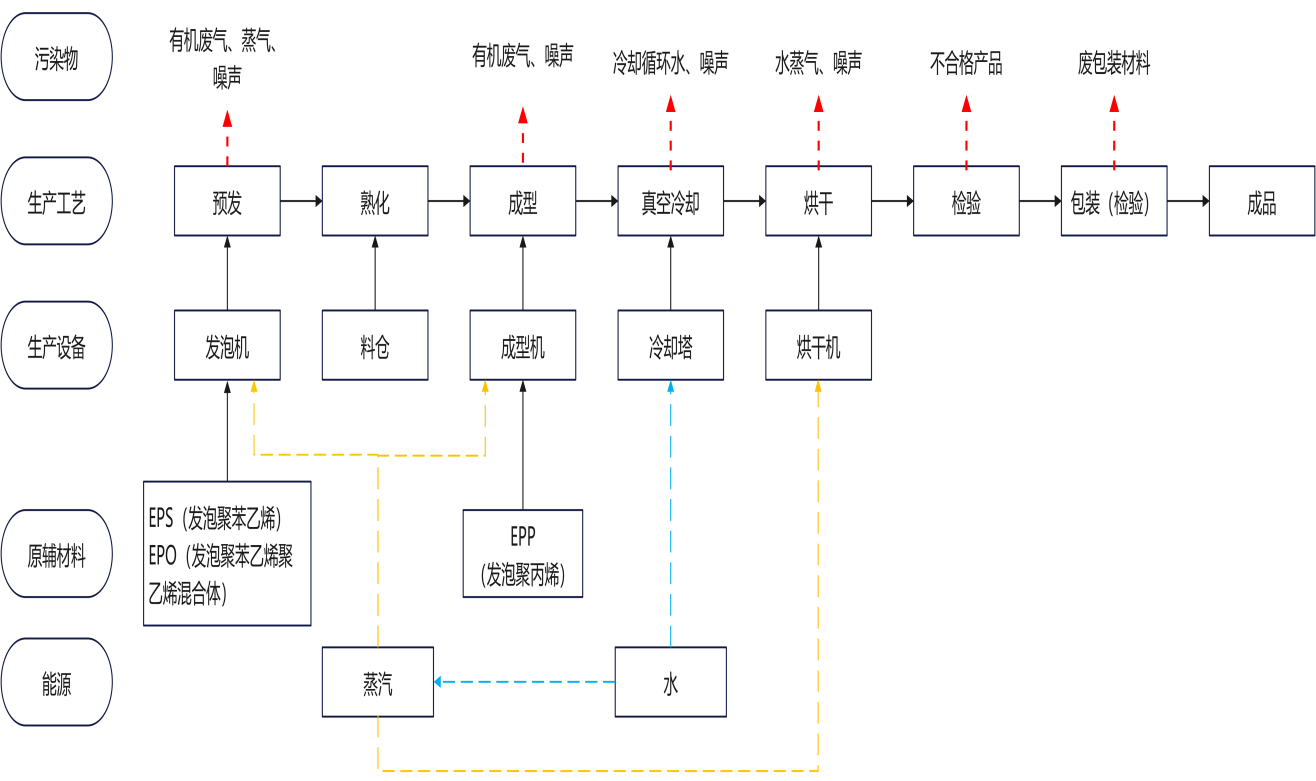 污染物
有机废气、蒸气、
噪声
有机废气、噪声
冷却循环水、噪声
水蒸气、噪声
不合格产品
废包装材料
生产工艺
预发
熟化
成型
真空冷却
烘干
检验
包装（检验）
成品
生产设备
发泡机
料仓
成型机
冷却塔
烘干机
原辅材料
EPS（发泡聚苯乙烯）
EPO（发泡聚苯乙烯聚
乙烯混合体）
EPP
（发泡聚丙烯）
能源
蒸汽
水